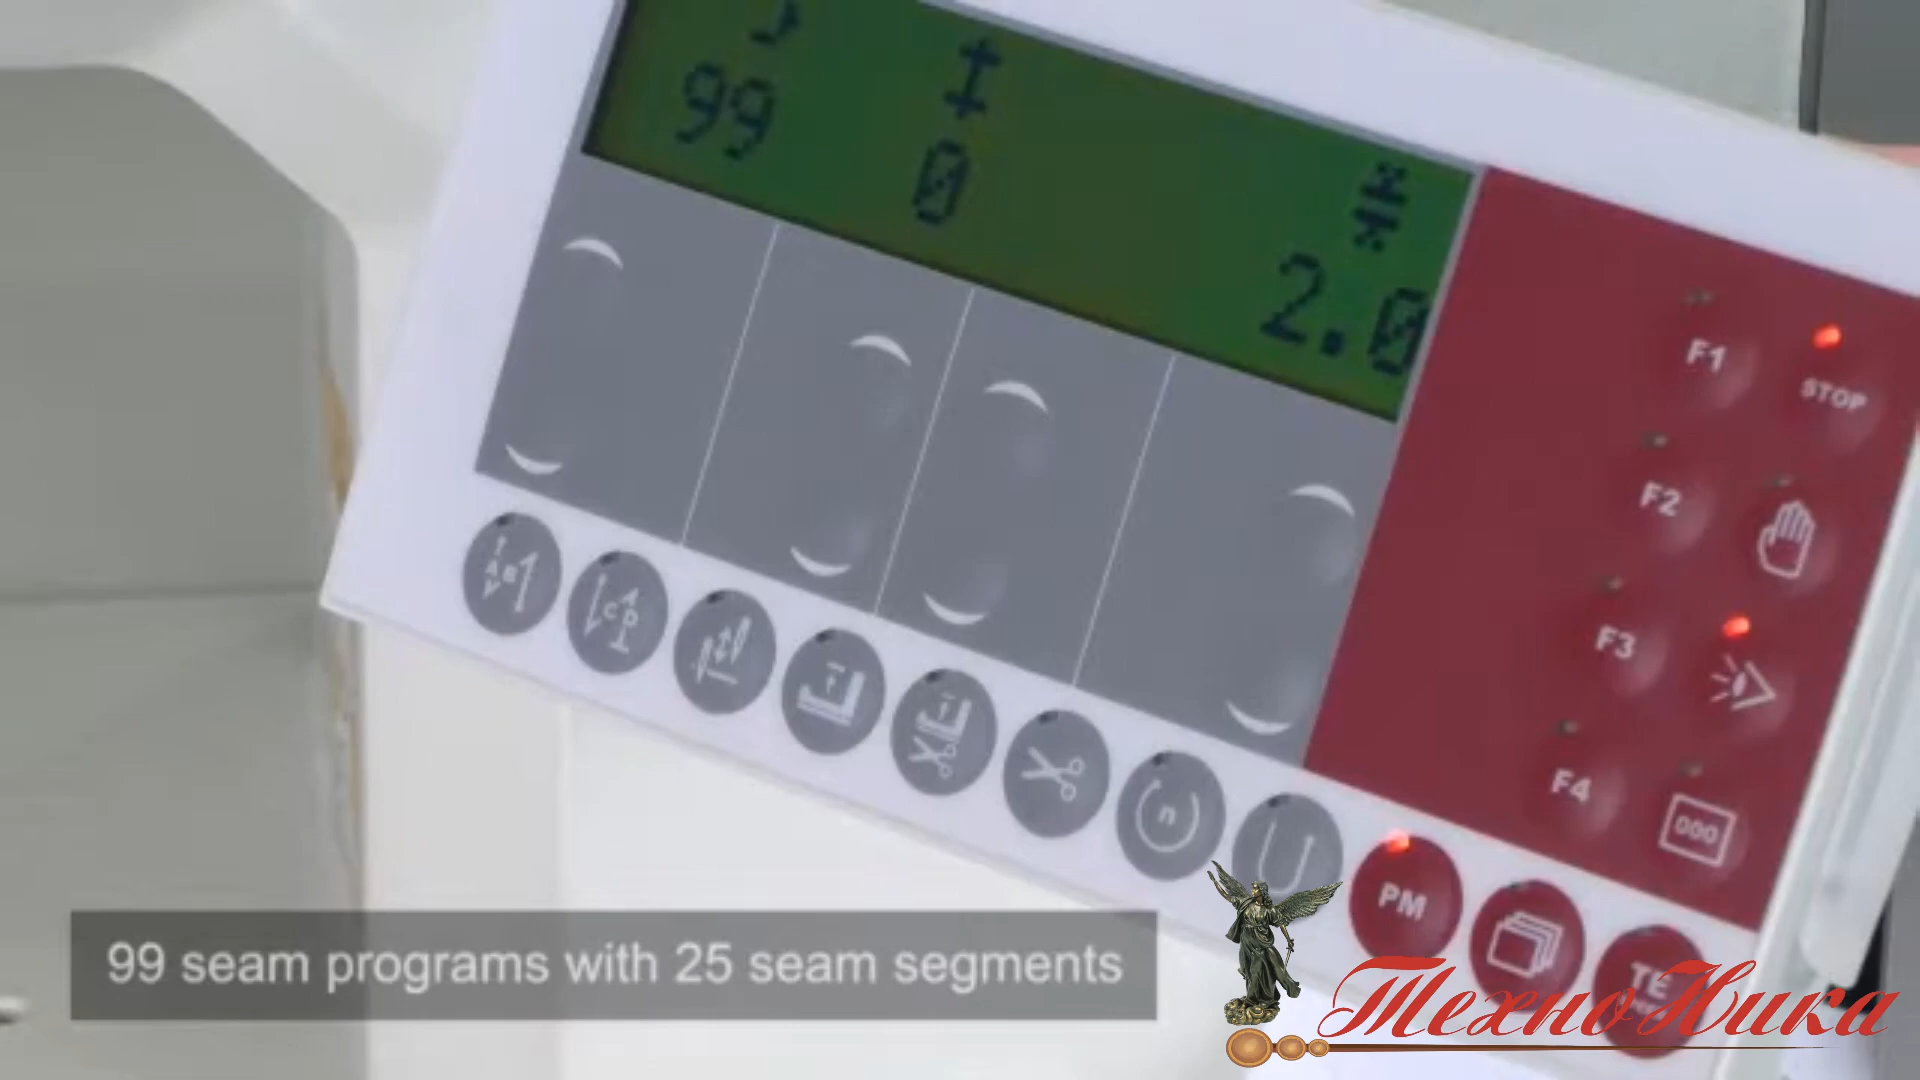 99
0
2.0
F1
STOP
F2
F3
F4
000
n
PM
TE
99 seam programs with 25 seam segments
ТехноНика